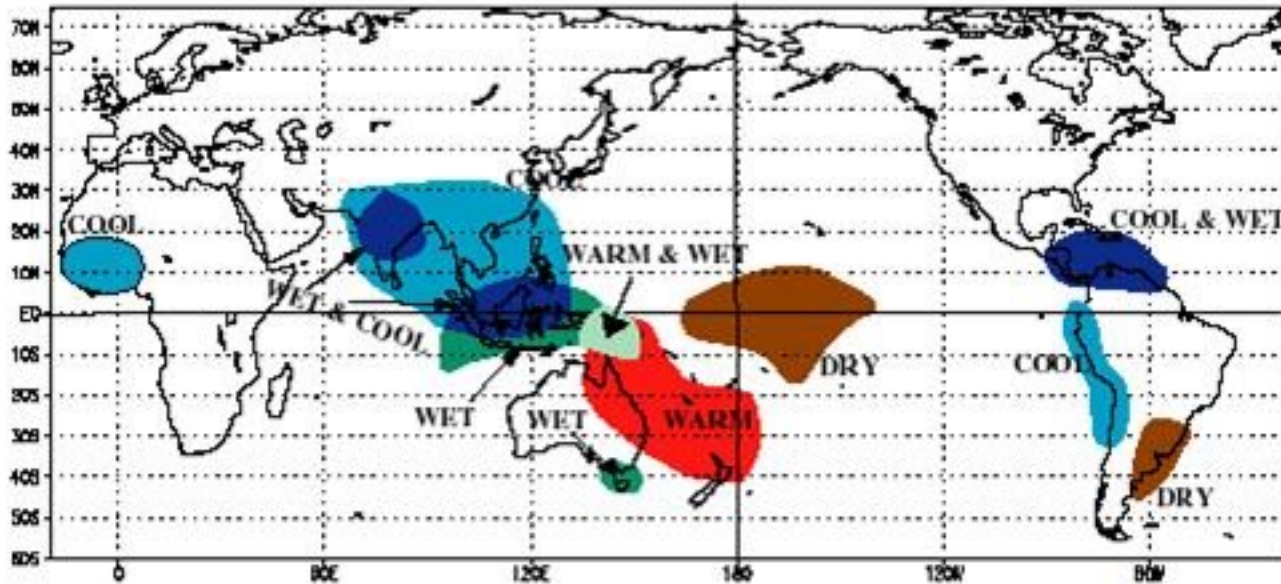 70N
60N
50N
40N
30N
20N
10N
EQ
10S
20S
30S
40S
50S
60S
COOL
COOL
WARM & WET
COOL & WET
WET & COOL
COOL
DRY
WET
WET
WARM
DRY
0
60E
120E
180
120W
60W